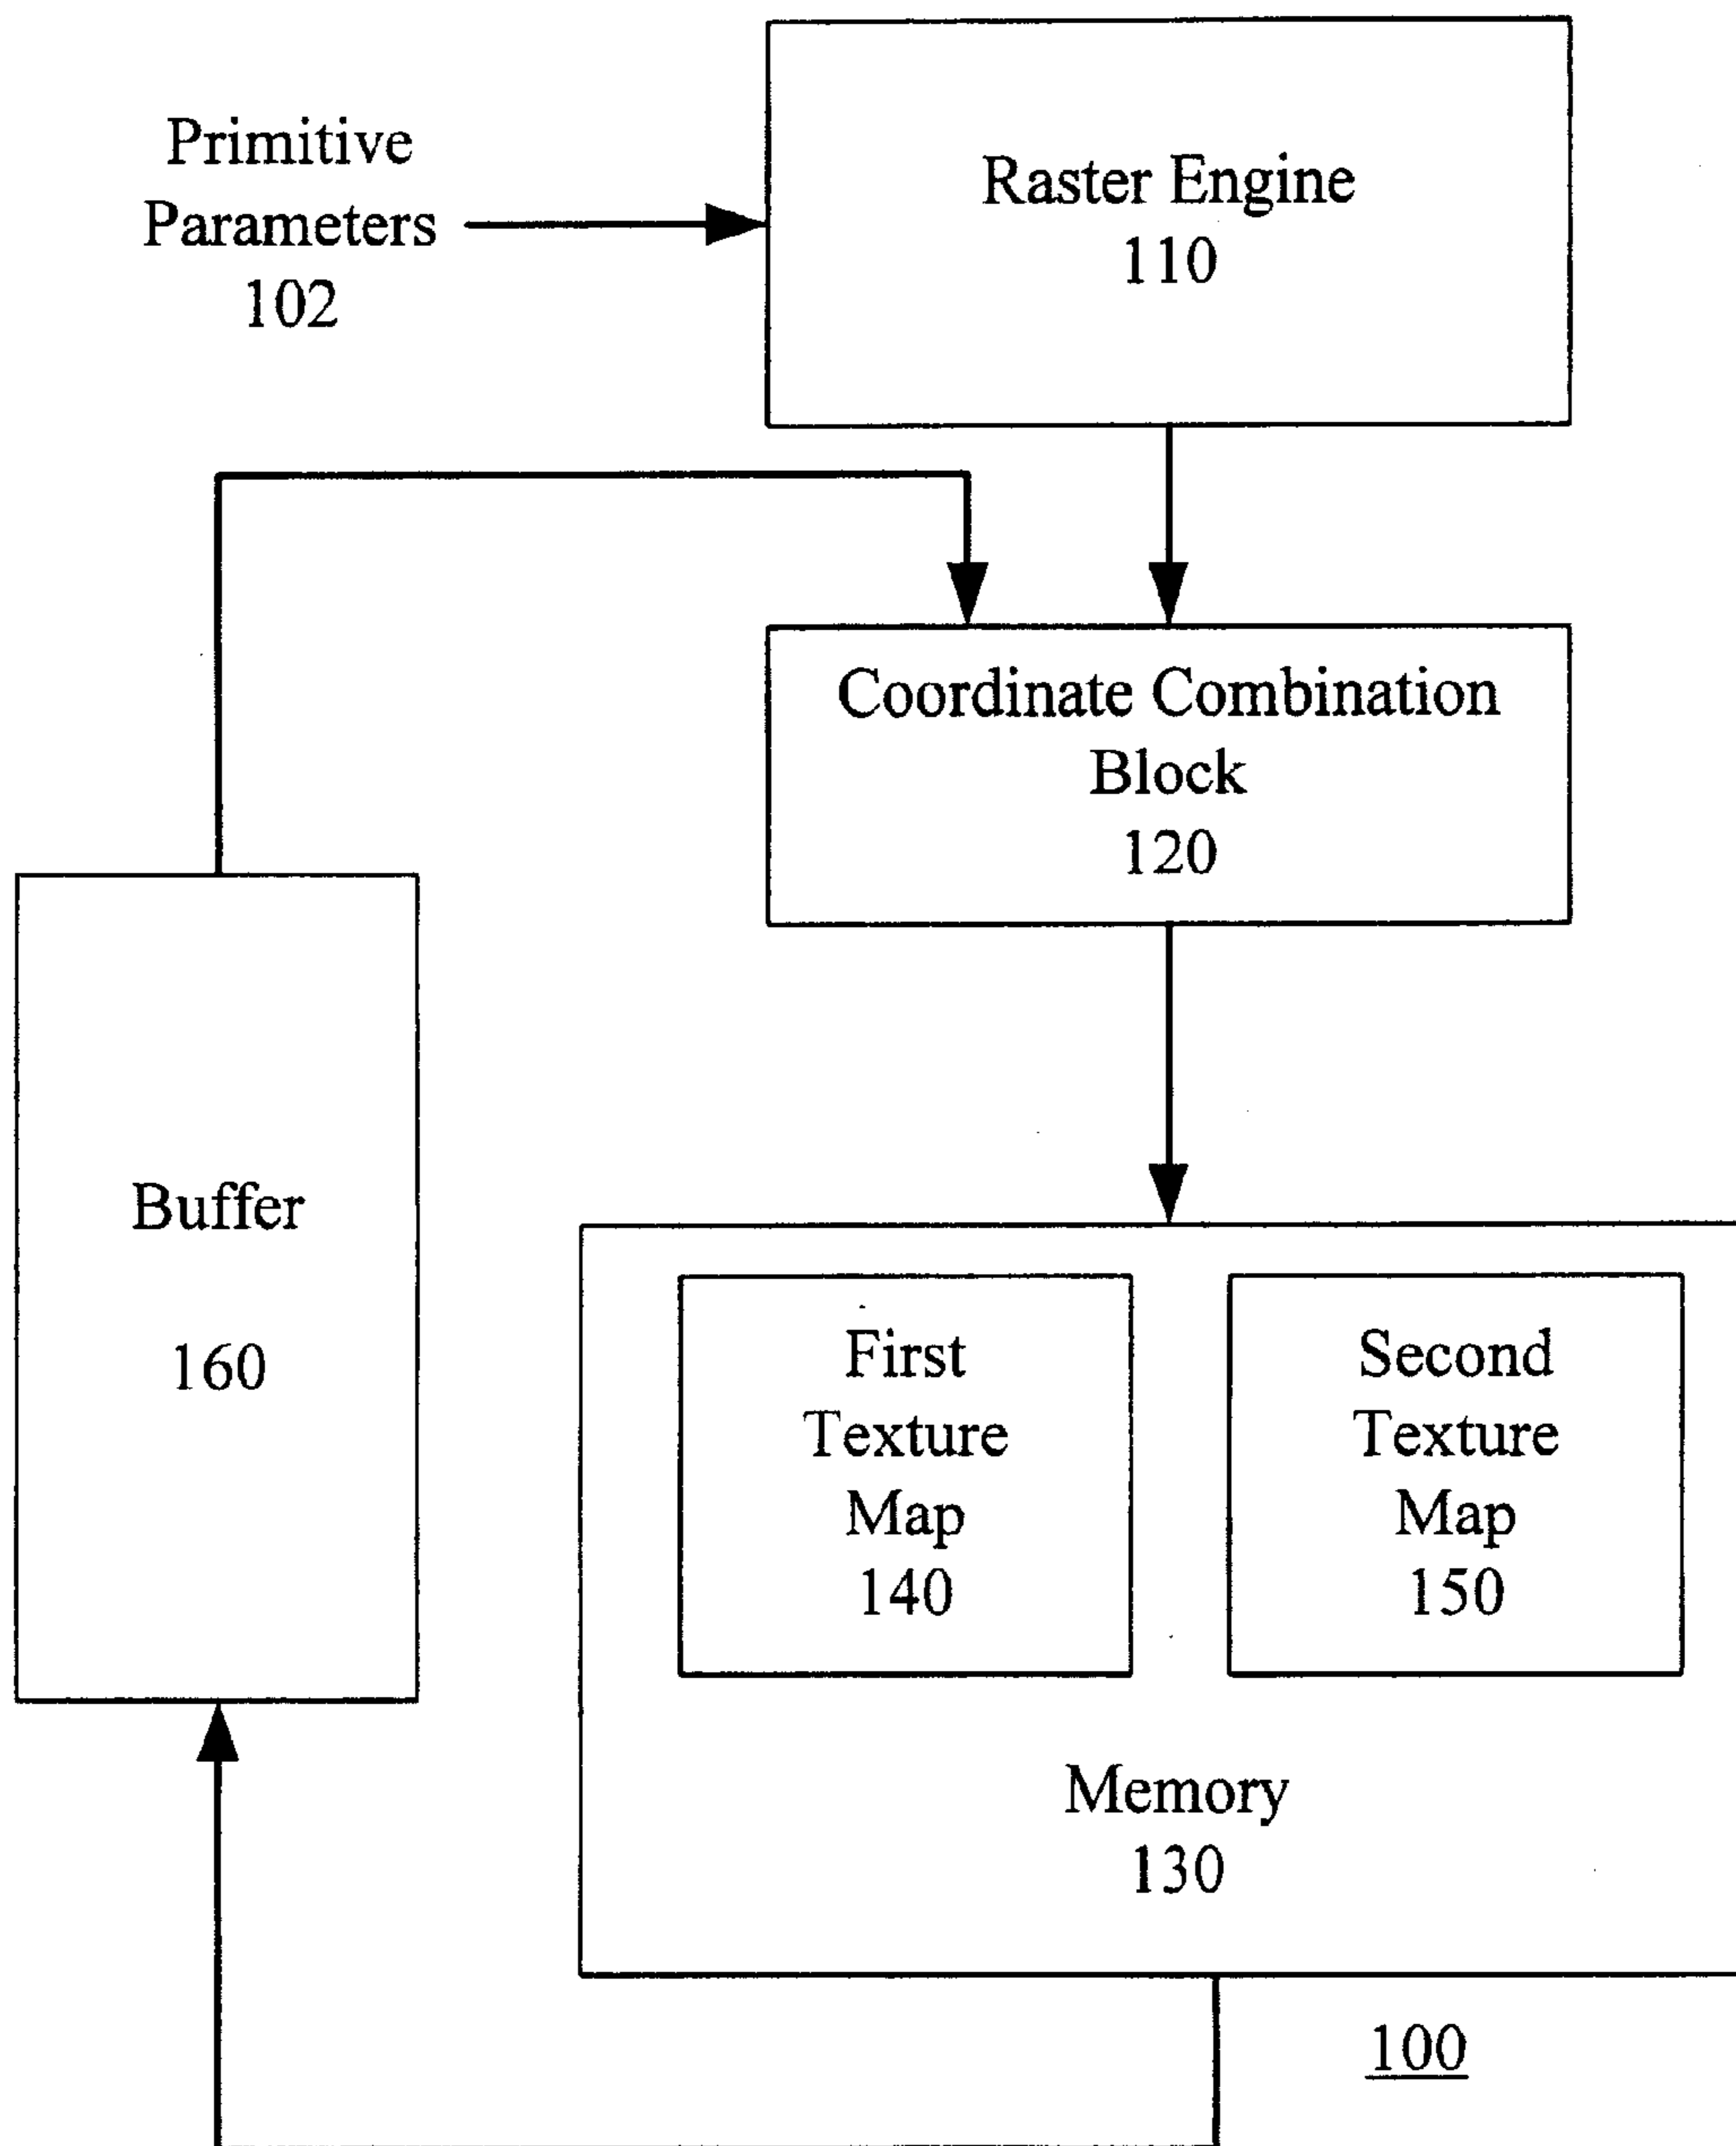 Primitive
Parameters
102
Raster Engine
110
Coordinate Combination
Block
120
Buffer
160
First
Texture
Map
140
Second
Texture
Map
150
Memory
130
100